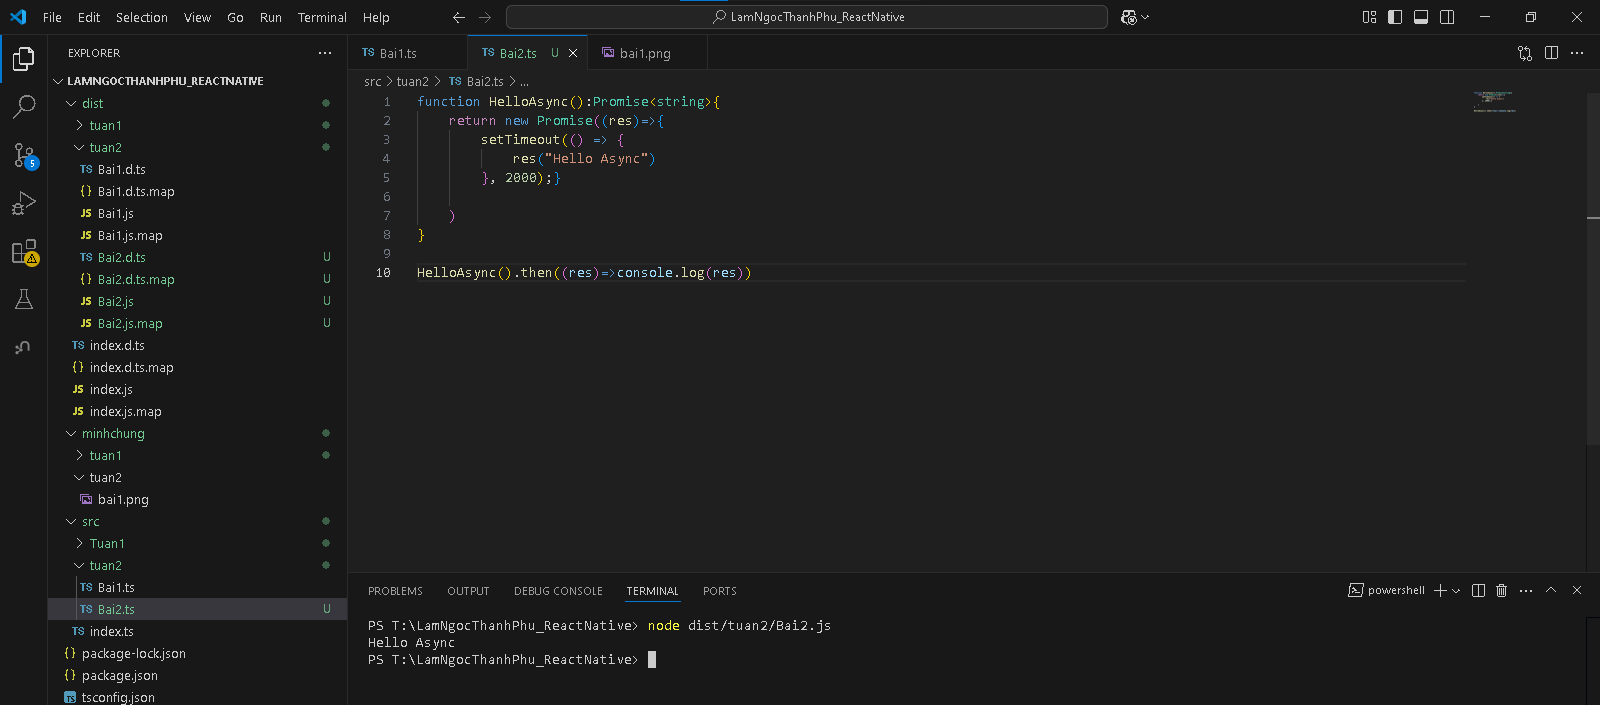 File Edit Selection View Go Run Terminal Help
LamNgocThanhPhu_ReactNative
EXPLORER
LAMNGOCTHANHPHU_REACTNATIVE
dist
tuan1
tuan2
TS Bai1.d.ts
{} Bai1.d.ts.map
JS Bai1.js
JS Bai1.js.map
TS Bai2.d.ts U
{} Bai2.d.ts.map U
JS Bai2.js U
JS Bai2.js.map U
TS index.d.ts
{} index.d.ts.map
JS index.js
JS index.js.map
minhchung
tuan1
tuan2
bai1.png
src
Tuan1
tuan2
TS Bai1.ts
TS Bai2.ts U
TS index.ts
{} package-lock.json
{} package.json
TS tsconfig.json
5
TS Bai1.ts TS Bai2.ts U bai1.png
src > tuan2 > TS Bai2.ts > ...
1 function HelloAsync():Promise<string>{
2 return new Promise((res)=>{
3 setTimeout(() => {
4 res("Hello Async")
5 }, 2000);}
6
7 )
8 }
9
10 HelloAsync().then((res)=>console.log(res))
PROBLEMS OUTPUT DEBUG CONSOLE TERMINAL PORTS
powershell
PS T:\LamNgocThanhPhu_ReactNative> node dist/tuan2/Bai2.js
Hello Async
PS T:\LamNgocThanhPhu_ReactNative>